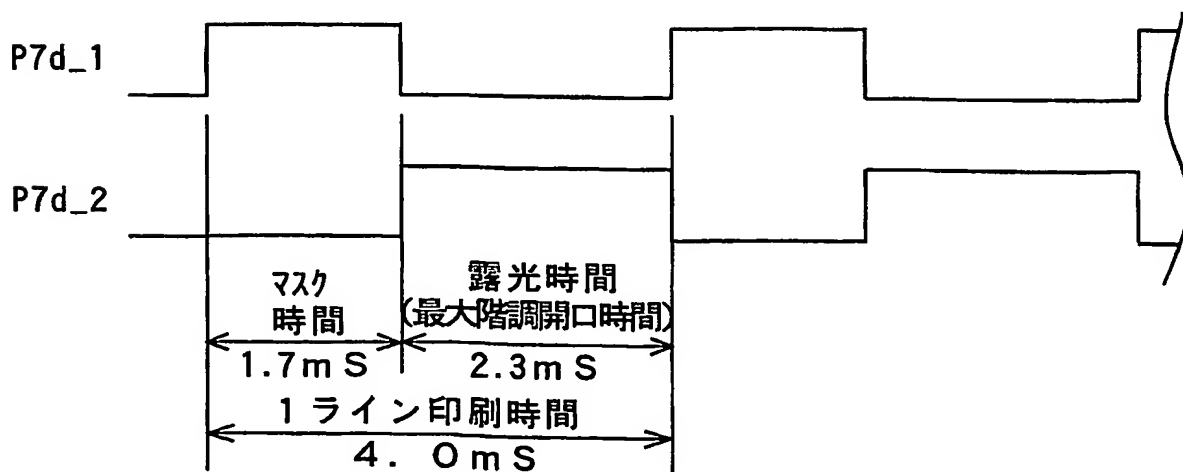 P7d_1
P7d_2
マスク
時間
1.7mS
露光時間
(最大階調開口時間)
2.3mS
1ライン印刷時間
4.0mS